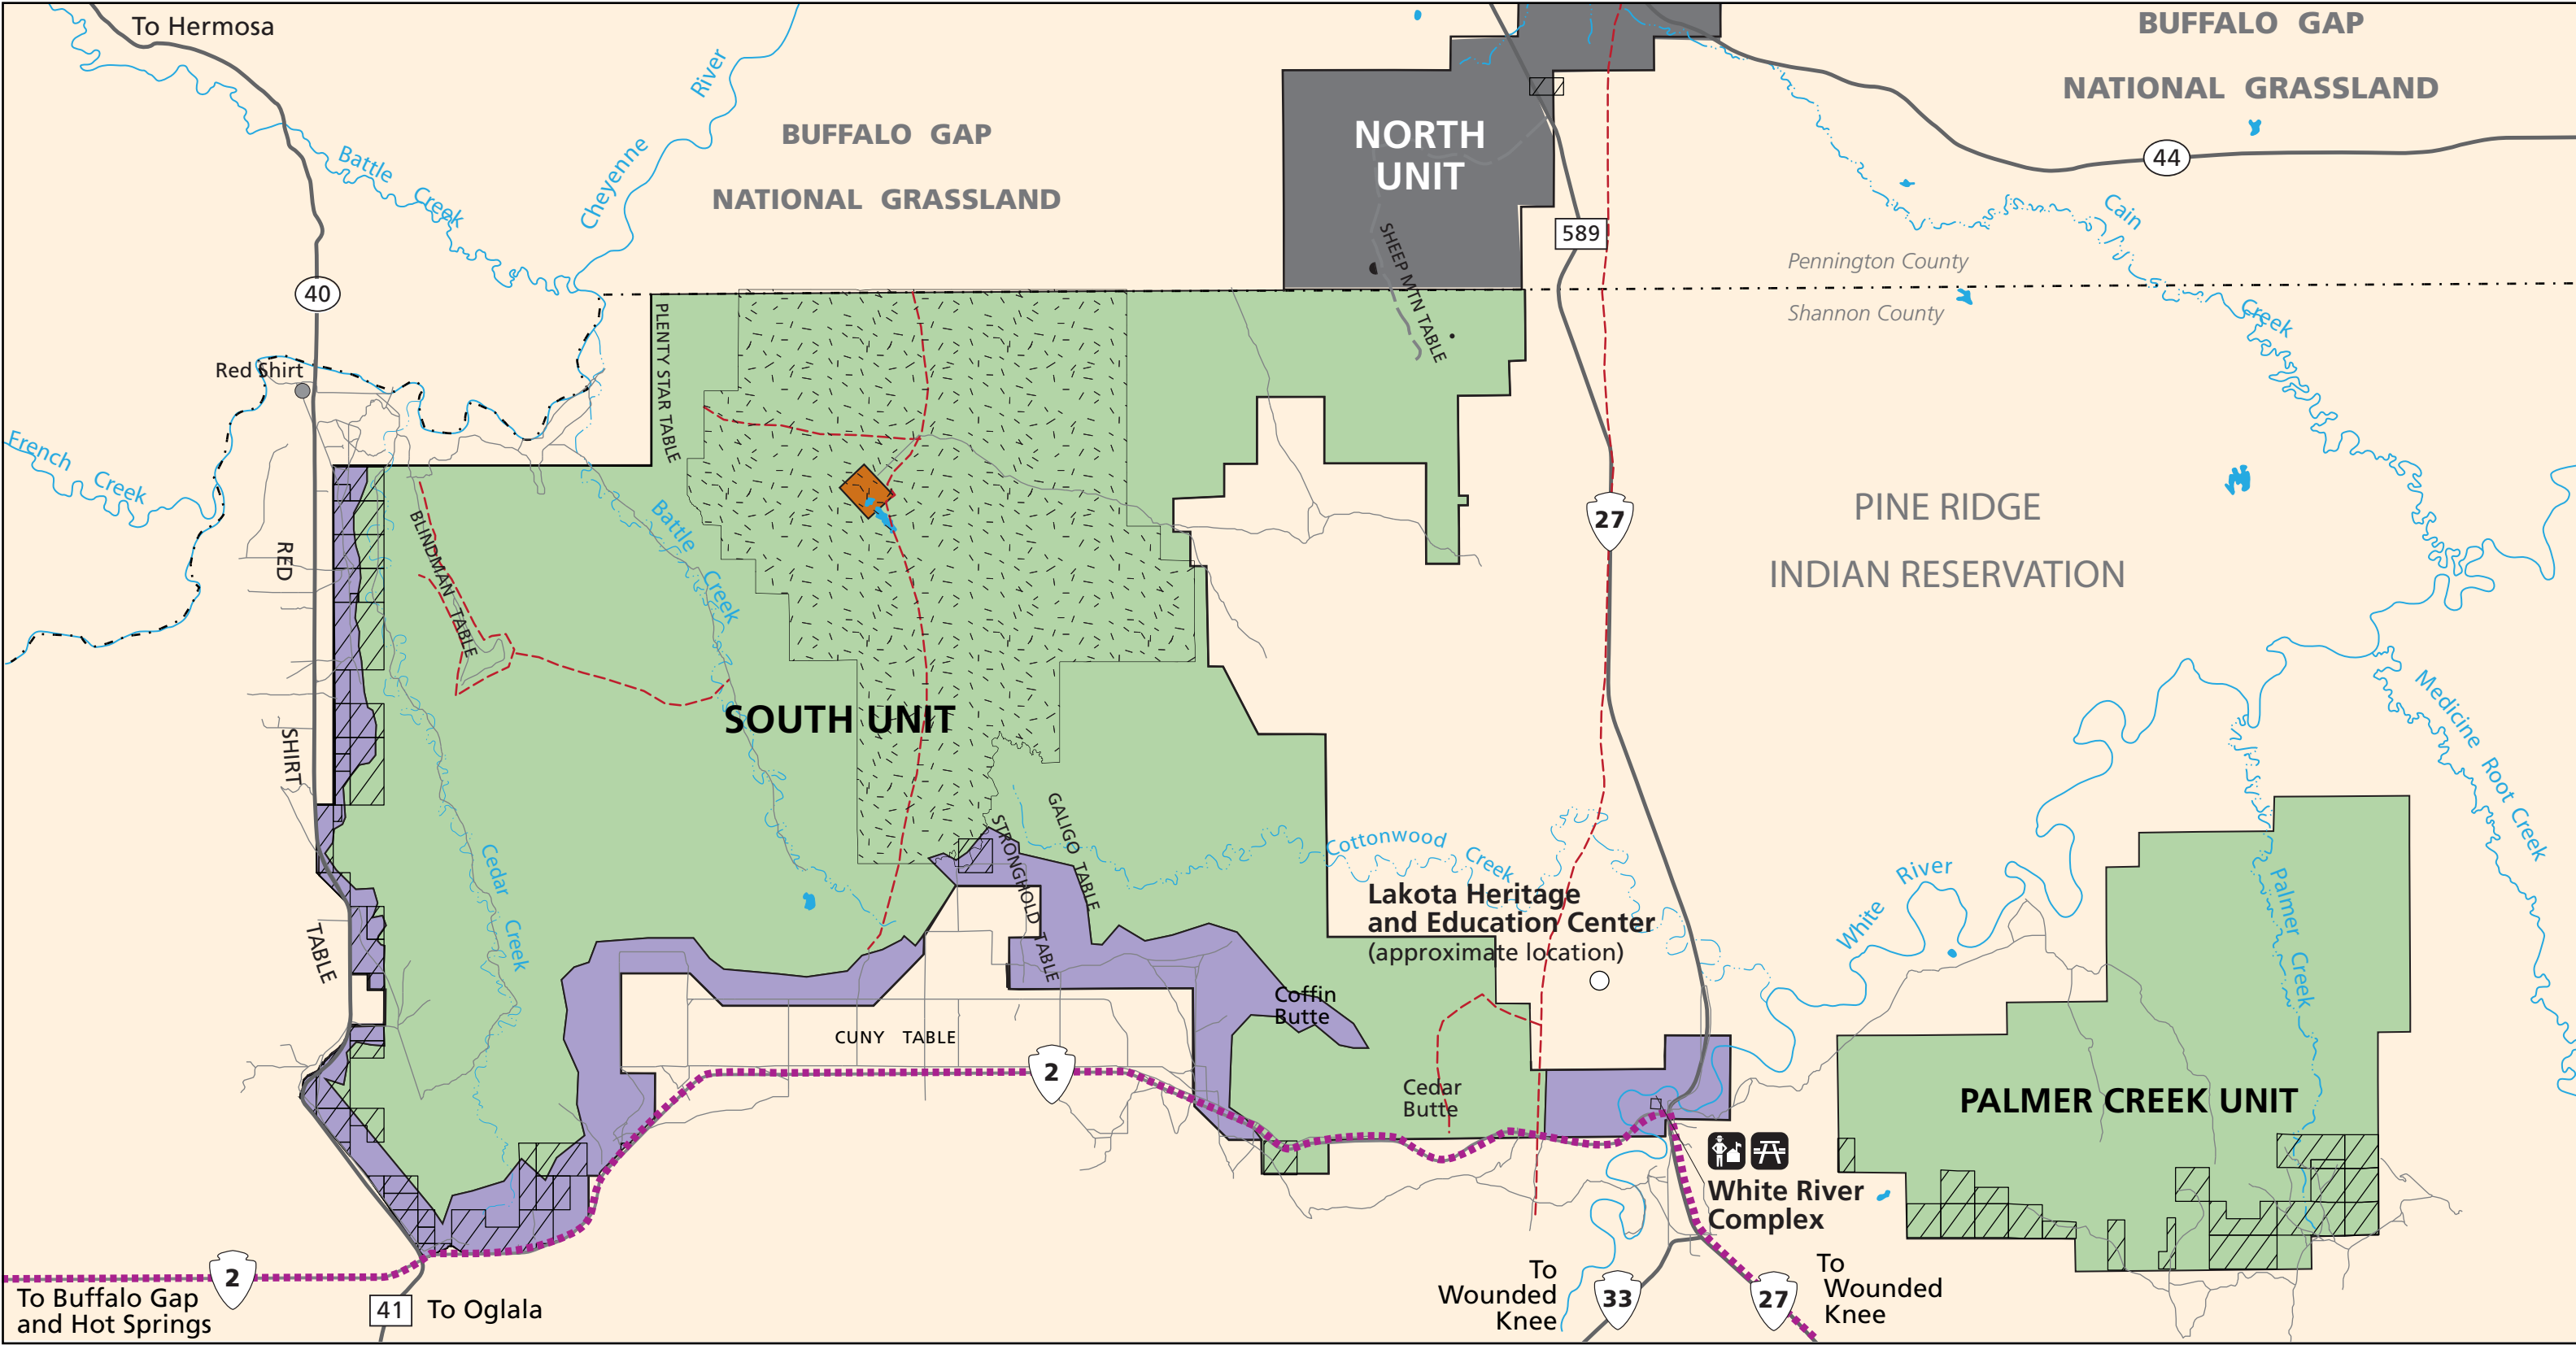 To Hermosa
BUFFALO GAP
NATIONAL GRASSLAND
River
Cheyenne
Battle
Creek
BUFFALO GAP
NATIONAL GRASSLAND
NORTH
UNIT
44
589
Cain
Creek
Pennington County
Shannon County
SHEEP MTN TABLE
40
Red Shirt
PLENTY STAR TABLE
French Creek
Battle
Creek
BLINDMAN TABLE
RED
SHIRT
TABLE
27
PINE RIDGE
INDIAN RESERVATION
SOUTH UNIT
Medicine Root Creek
GALIGO TABLE
STRONGHOLD TABLE
Cottonwood Creek
Cedar
Creek
Lakota Heritage
and Education Center
(approximate location)
White
River
Palmer Creek
Coffin
Butte
CUNY TABLE
2
Cedar
Butte
PALMER CREEK UNIT
White River
Complex
2
To Buffalo Gap
and Hot Springs
41
To Oglala
To
Wounded
Knee
33
27
To
Wounded
Knee